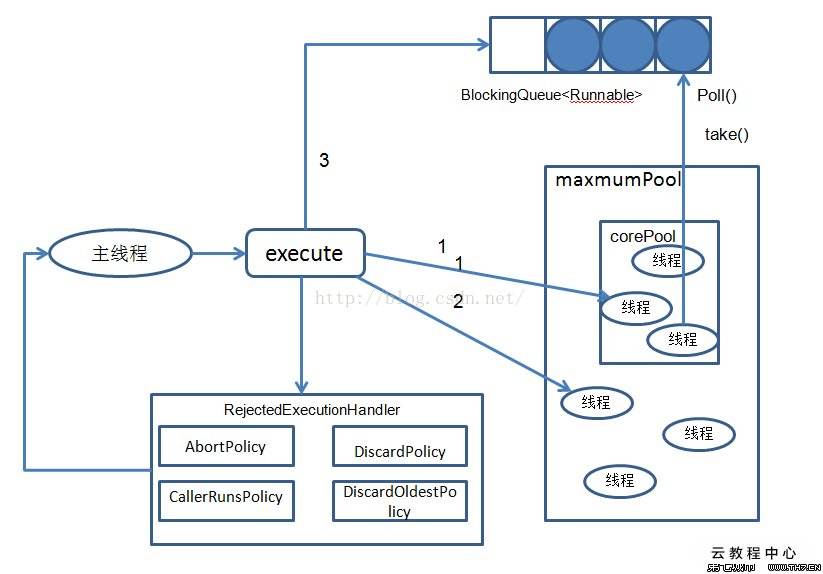 BlockingQueue<Runnable>
Poll()
take()
3
maxmumPool
corePool
线程
线程
线程
主线程
execute
1
1
2
http://blog.csdn.net/
线程
线程
线程
RejectedExecutionHandler
AbortPolicy
DiscardPolicy
CallerRunsPolicy
DiscardOldestPo
licy
云教程中心